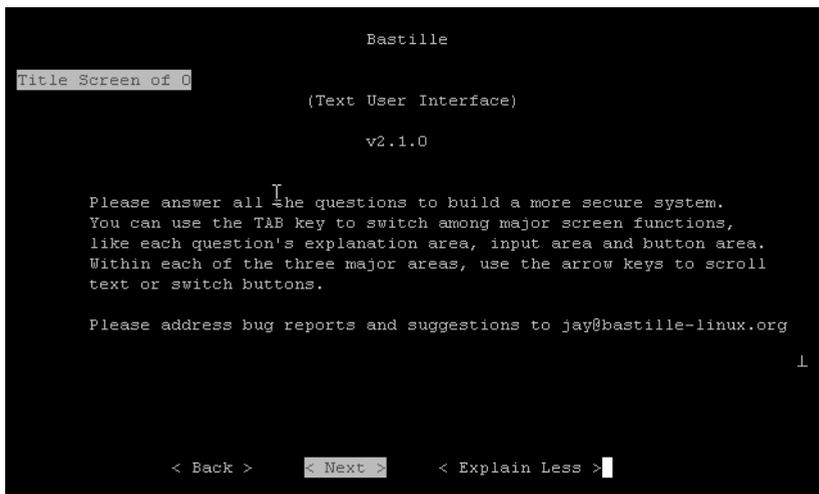 Bastille
Title Screen of 0
(Text User Interface)
v2.1.0
Please answer all the questions to build a more secure system.
You can use the TAB key to switch among major screen functions,
like each question's explanation area, input area and button area.
Within each of the three major areas, use the arrow keys to scroll
text or switch buttons.
Please address bug reports and suggestions to jay@bastille-linux.org
< Back > < Next > < Explain Less >